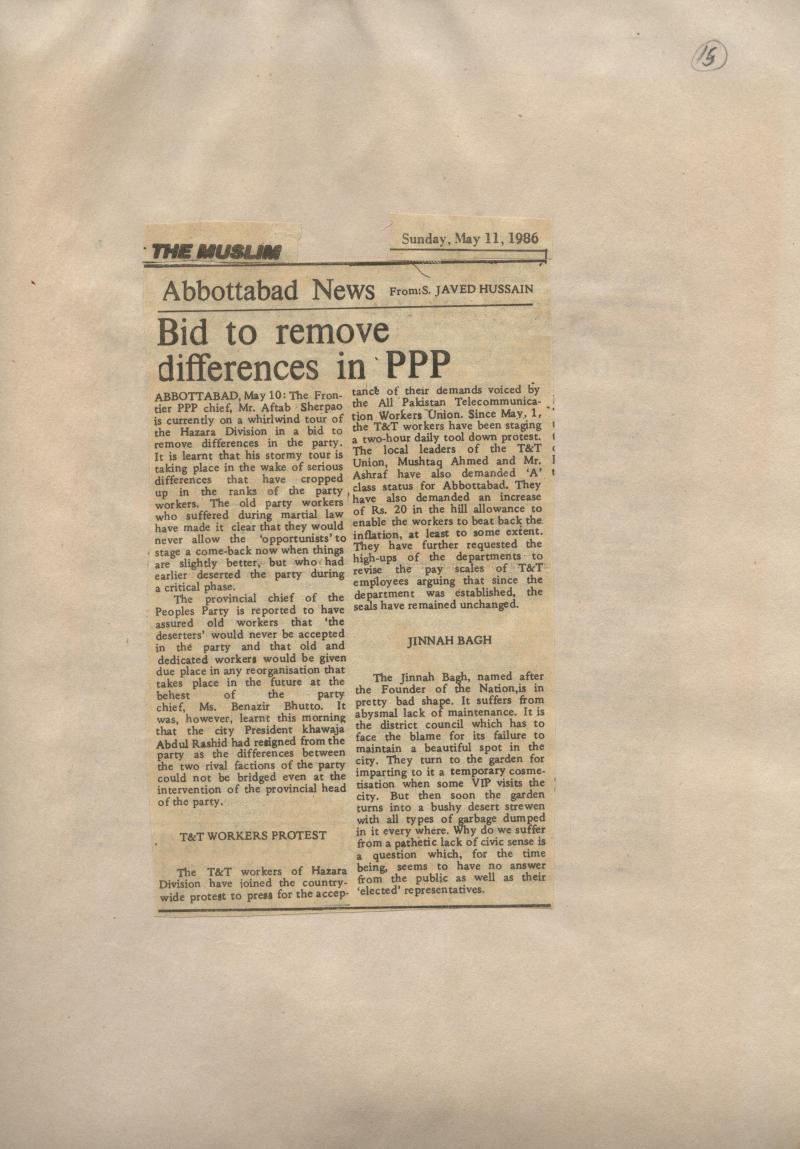 15
THE MUSLIM
Sunday, May 11, 1986
Abbottabad News From:S. JAVED HUSSAIN
Bid to remove
differences in PPP
ABBOTTABAD, May 10: The Fron-
tier PPP chief, Mr. Aftab Sherpao
is currently on a whirlwind tour of
the Hazara Division in a bid to
remove differences in the party.
It is learnt that his stormy tour is
taking place in the wake of serious
differences that have cropped
up in the ranks of the party
workers. The old party workers
who suffered during martial law
have made it clear that they would
never allow the 'opportunists' to
stage a come-back now when things
are slightly better, but who had
earlier deserted the party during
a critical phase.
The provincial chief of the
Peoples Party is reported to have
assured old workers that 'the
deserters' would never be accepted
in the party and that old and
dedicated workers would be given
due place in any reorganisation that
takes place in the future at the
behest of the party
chief, Ms. Benazir Bhutto. It
was, however, learnt this morning
that the city President khawaja
Abdul Rashid had resigned from the
party as the differences between
the two rival factions of the party
could not be bridged even at the
intervention of the provincial head
of the party.
T&T WORKERS PROTEST
The T&T workers of Hazara
Division have joined the country-
wide protest to press for the accep-
tance of their demands voiced by
the All Pakistan Telecommunica-
tion Workers Union. Since May, 1,
the T&T workers have been staging
a two-hour daily tool down protest.
The local leaders of the T&T
Union, Mushtaq Ahmed and Mr.
Ashraf have also demanded 'A'
class status for Abbottabad. They
have also demanded an increase
of Rs. 20 in the hill allowance to
enable the workers to beat back the
inflation, at least to some extent.
They have further requested the
high-ups of the departments to
revise the pay scales of T&T
employees arguing that since the
department was established, the
seals have remained unchanged.
JINNAH BAGH
The Jinnah Bagh, named after
the Founder of the Nation,is in
pretty bad shape. It suffers from
abysmal lack of maintenance. It is
the district council which has to
face the blame for its failure to
maintain a beautiful spot in the
city. They turn to the garden for
imparting to it a temporary cosme-
tisation when some VIP visits the
city. But then soon the garden
turns into a bushy desert strewen
with all types of garbage dumped
in it every where. Why do we suffer
from a pathetic lack of civic sense is
a question which, for the time
being, seems to have no answer
from the public as well as their
'elected' representatives.